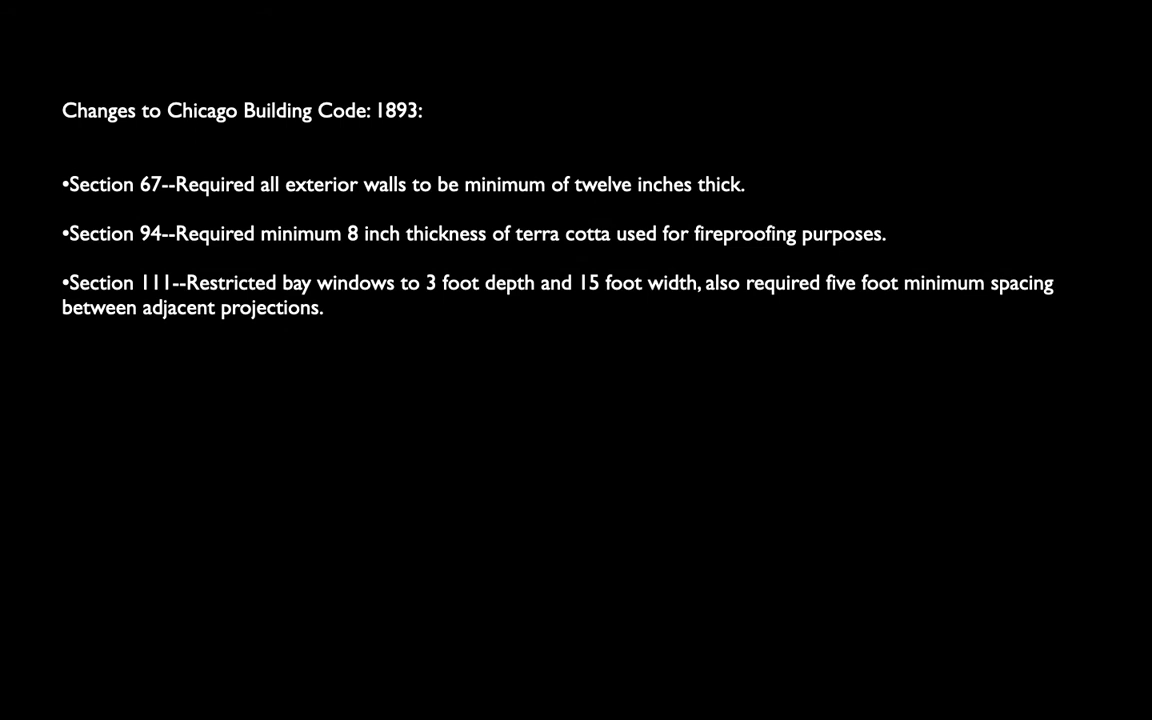 Changes to Chicago Building Code: 1893:
•Section 67--Required all exterior walls to be minimum of twelve inches thick.
•Section 94--Required minimum 8 inch thickness of terra cotta used for fireproofing purposes.
•Section 111--Restricted bay windows to 3 foot depth and 15 foot width, also required five foot minimum spacing
between adjacent projections.